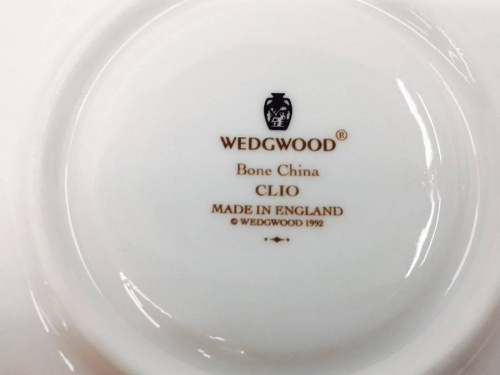 WEDGWOOD®
Bone China
CLIO
MADE IN ENGLAND
© WEDGWOOD 1992